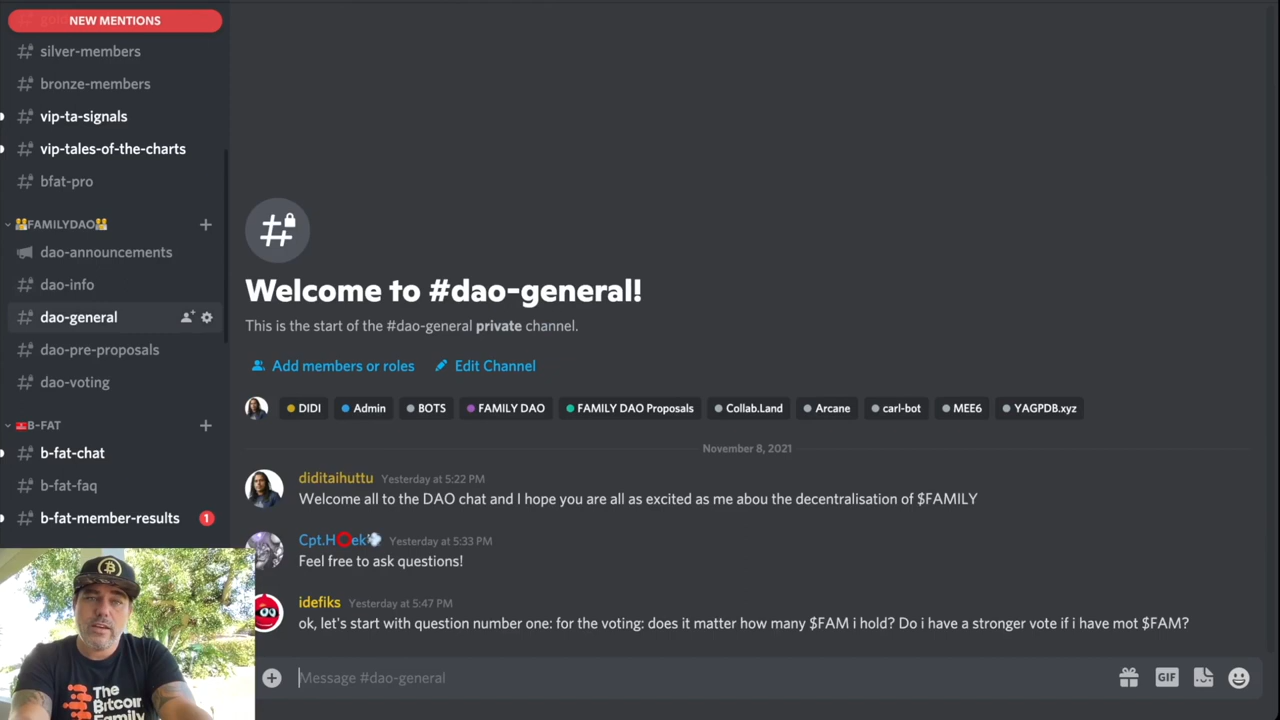 NEW MENTIONS
silver-members
bronze-members
vip-ta-signals
vip-tales-of-the-charts
bfat-pro
FAMILYDAO
dao-announcements
dao-info
dao-general
dao-pre-proposals
dao-voting
B-FAT
b-fat-chat
b-fat-faq
b-fat-member-results 1
Welcome to #dao-general!
This is the start of the #dao-general private channel.
Add members or roles Edit Channel
DIDI Admin BOTS FAMILY DAO FAMILY DAO Proposals Collab.Land Arcane carl-bot MEE6 YAGPDB.xyz
November 8, 2021
diditaihuttu Yesterday at 5:22 PM
Welcome all to the DAO chat and I hope you are all as excited as me abou the decentralisation of $FAMILY
Cpt.H⭕ek💨 Yesterday at 5:33 PM
Feel free to ask questions!
idefiks Yesterday at 5:47 PM
ok, let's start with question number one: for the voting: does it matter how many $FAM i hold? Do i have a stronger vote if i have mot $FAM?
Message #dao-general
GIF
The
Bitcoin
Family